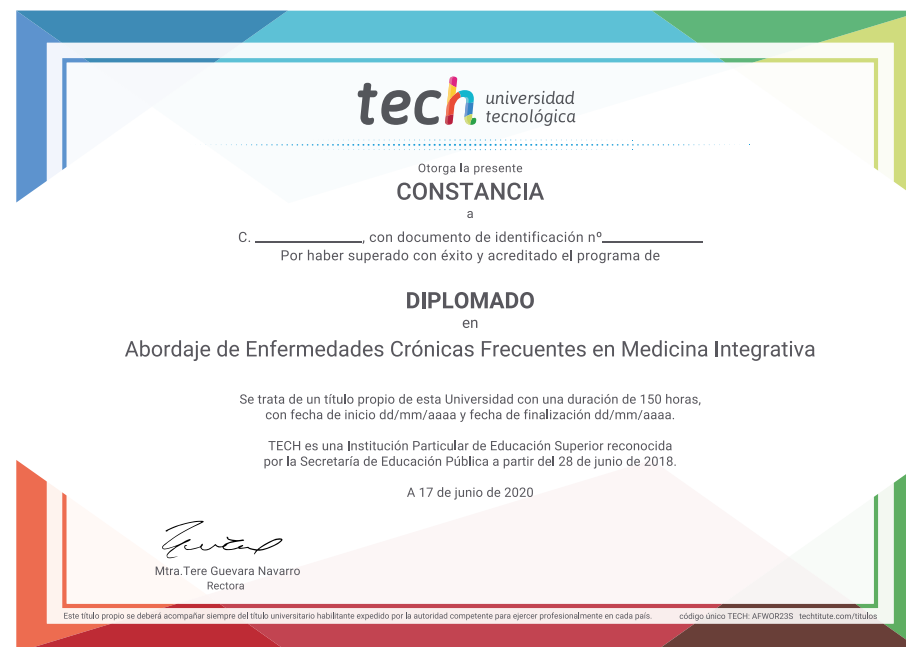 tech universidad
tecnológica
Otorga la presente
CONSTANCIA
a
C. ____________, con documento de identificación nº____________
Por haber superado con éxito y acreditado el programa de
DIPLOMADO
en
Abordaje de Enfermedades Crónicas Frecuentes en Medicina Integrativa
Se trata de un título propio de esta Universidad con una duración de 150 horas,
con fecha de inicio dd/mm/aaaa y fecha de finalización dd/mm/aaaa.
TECH es una Institución Particular de Educación Superior reconocida
por la Secretaría de Educación Pública a partir del 28 de junio de 2018.
A 17 de junio de 2020
Mtra.Tere Guevara Navarro
Rectora
Este título propio se deberá acompañar siempre del título universitario habilitante expedido por la autoridad competente para ejercer profesionalmente en cada país. código único TECH: AFWOR23S techtitute.com/titulos